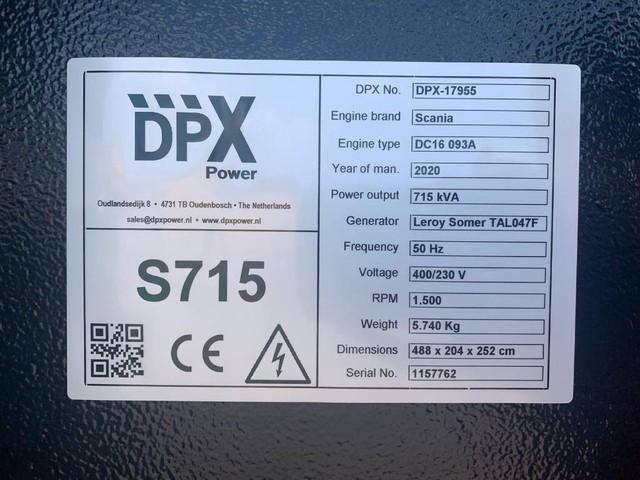 DPX
Power
Oudlandsedijk 8 • 4731 TB Oudenbosch • The Netherlands
sales@dpxpower.nl • www.dpxpower.nl
S715
CE
DPX No. DPX-17955
Engine brand Scania
Engine type DC16 093A
Year of man. 2020
Power output 715 kVA
Generator Leroy Somer TAL047F
Frequency 50 Hz
Voltage 400/230 V
RPM 1.500
Weight 5.740 Kg
Dimensions 488 x 204 x 252 cm
Serial No. 1157762